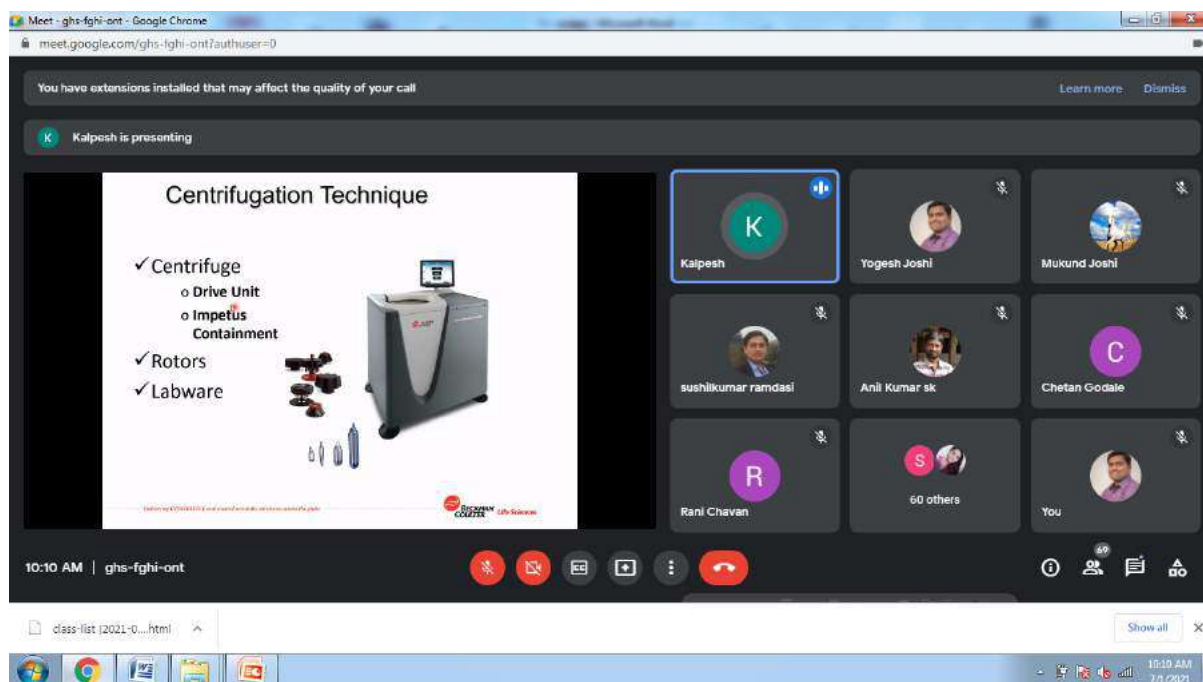 Meet - ghs-fghi-ont - Google Chrome
meet.google.com/ghs-fghi-ont?authuser=0
You have extensions installed that may affect the quality of your call
Learn more Dismiss
K Kalpesh is presenting
Centrifugation Technique
✓ Centrifuge
o Drive Unit
o Impetus
Containment
✓ Rotors
✓ Labware
BECKMAN
COULTER Life Sciences
K
Kalpesh
Yogesh Joshi
Mukund Joshi
sushilkumar ramdasi
Anil Kumar sk
C
Chetan Godale
R
Rani Chavan
S
60 others
You
10:10 AM | ghs-fghi-ont
CC
69
class-list (2021-0....html
Show all
10:10 AM
7/1/2021